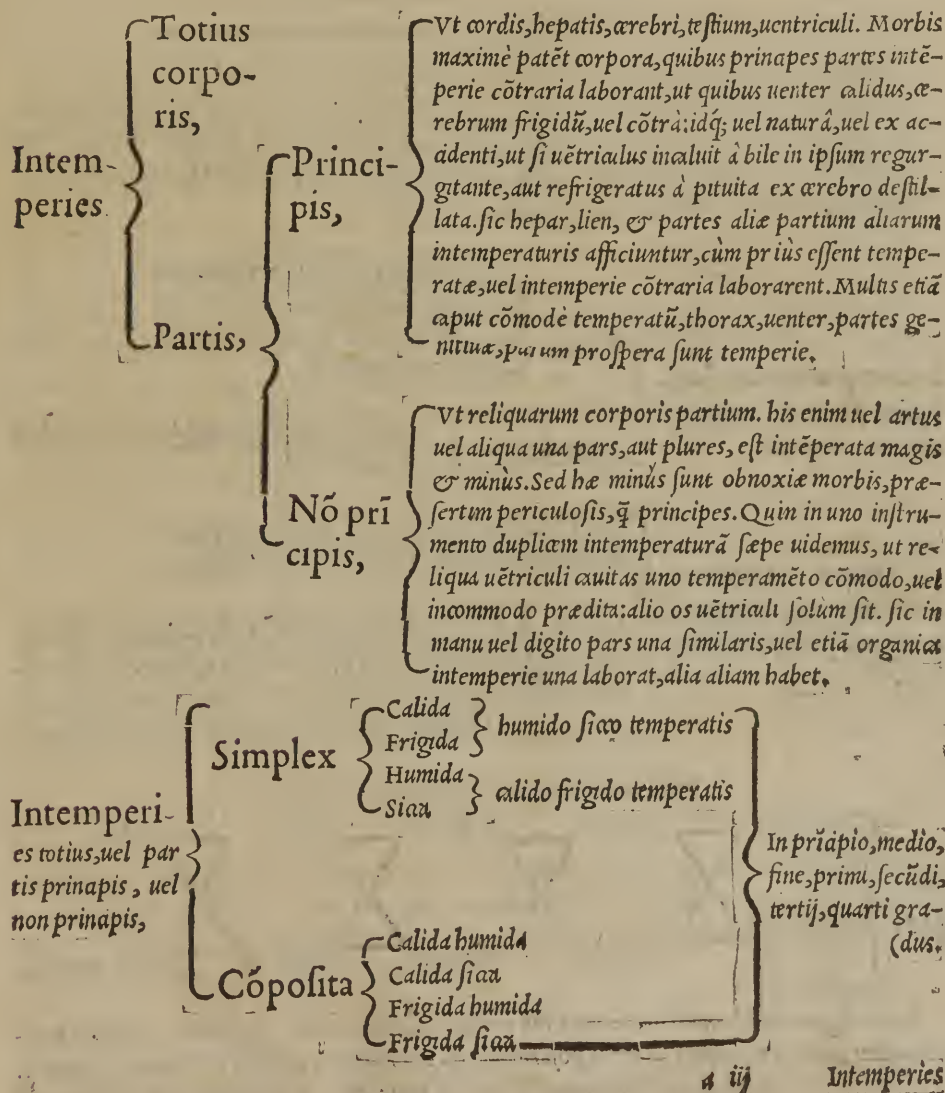 Intem-
peries
Totius
corpo-
ris,
Partis,
Princi-
pis,
Vt cordis, hepatis, cerebri, testium, uentriculi. Morbis
maximè patēt corpora, quibus principes partes intē-
perie cōtraria laborant, ut quibus uenter calidus, ce-
rebrum frigidū, uel cōtrà: idq́; uel naturâ, uel ex ac-
cidenti, ut si uētriculus incaluit à bile in ipsum regur-
gitante, aut refrigeratus à pituita ex cerebro destil-
lata. sic hepar, lien, & partes aliæ partium aliarum
intemperaturis afficiuntur, cùm prius essent tempe-
ratæ, uel intemperie cōtraria laborarent. Multis etiā
caput cōmodè temperatū, thorax, uenter, partes ge-
nitiuæ, parum prospera sunt temperie.
Nō prī
cipis,
Vt reliquarum corporis partium. his enim uel artus
uel aliqua una pars, aut plures, est intēperata magis
& minùs. Sed hæ minùs sunt obnoxiæ morbis, præ-
sertim periculosis, q̄ principes. Quin in uno instru-
mento duplicem intemperaturā sæpe uidemus, ut re-
liqua uētriculi cauitas uno temperamēto cōmodo, uel
incommodo prædita: alio os uētriculi solum sit. sic in
manu uel digito pars una similaris, uel etiā organica
intemperie una laborat, alia aliam habet.
Intemperi-
es totius, uel par
tis principis, uel
non principis,
Simplex
Calida
Frigida
humido sicco temperatis
Humida
Sicca
calido frigido temperatis
Cōposita
Calida humida
Calida sicca
Frigida humida
Frigida sicca
In prīcipio, medio,
fine, primi, secūdi,
tertij, quarti gra-
(dus.
a iij
Intemperies